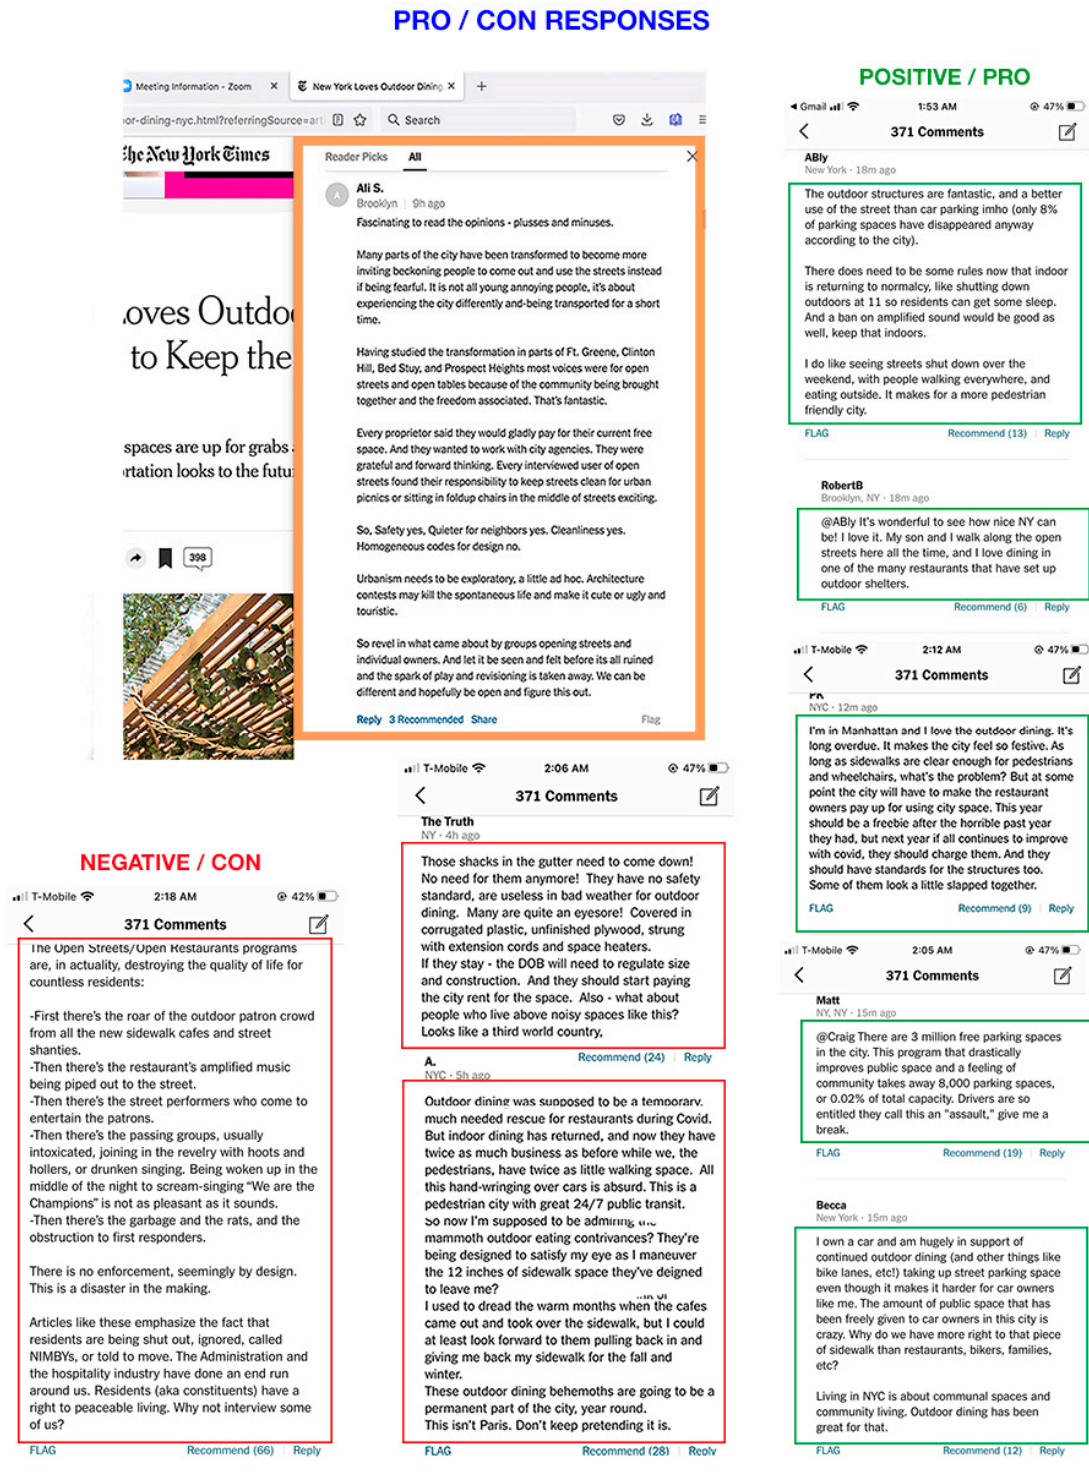 PRO / CON RESPONSES
Meeting Information - Zoom
New York Loves Outdoor Dining
or-dining-nyc.html?referringSource=art
Search
The New York Times
oves Outdo
to Keep the
spaces are up for grabs
rtation looks to the futu
398
Reader Picks All
A
Ali S.
Brooklyn | 9h ago
Fascinating to read the opinions - plusses and minuses.
Many parts of the city have been transformed to become more
inviting beckoning people to come out and use the streets instead
if being fearful. It is not all young annoying people, it's about
experiencing the city differently and-being transported for a short
time.
Having studied the transformation in parts of Ft. Greene, Clinton
Hill, Bed Stuy, and Prospect Heights most voices were for open
streets and open tables because of the community being brought
together and the freedom associated. That's fantastic.
Every proprietor said they would gladly pay for their current free
space. And they wanted to work with city agencies. They were
grateful and forward thinking. Every interviewed user of open
streets found their responsibility to keep streets clean for urban
picnics or sitting in foldup chairs in the middle of streets exciting.
So, Safety yes, Quieter for neighbors yes. Cleanliness yes.
Homogeneous codes for design no.
Urbanism needs to be exploratory, a little ad hoc. Architecture
contests may kill the spontaneous life and make it cute or ugly and
touristic.
So revel in what came about by groups opening streets and
individual owners. And let it be seen and felt before its all ruined
and the spark of play and revisioning is taken away. We can be
different and hopefully be open and figure this out.
Reply 3 Recommended Share Flag
POSITIVE / PRO
Gmail 1:53 AM 47%
371 Comments
ABly
New York · 18m ago
The outdoor structures are fantastic, and a better
use of the street than car parking imho (only 8%
of parking spaces have disappeared anyway
according to the city).
There does need to be some rules now that indoor
is returning to normalcy, like shutting down
outdoors at 11 so residents can get some sleep.
And a ban on amplified sound would be good as
well, keep that indoors.
I do like seeing streets shut down over the
weekend, with people walking everywhere, and
eating outside. It makes for a more pedestrian
friendly city.
FLAG Recommend (13) Reply
RobertB
Brooklyn, NY · 18m ago
@ABly It's wonderful to see how nice NY can
be! I love it. My son and I walk along the open
streets here all the time, and I love dining in
one of the many restaurants that have set up
outdoor shelters.
FLAG Recommend (6) Reply
T-Mobile 2:12 AM 47%
371 Comments
PK
NYC · 12m ago
I'm in Manhattan and I love the outdoor dining. It's
long overdue. It makes the city feel so festive. As
long as sidewalks are clear enough for pedestrians
and wheelchairs, what's the problem? But at some
point the city will have to make the restaurant
owners pay up for using city space. This year
should be a freebie after the horrible past year
they had, but next year if all continues to improve
with covid, they should charge them. And they
should have standards for the structures too.
Some of them look a little slapped together.
FLAG Recommend (9) Reply
T-Mobile 2:05 AM 47%
371 Comments
Matt
NY, NY · 15m ago
@Craig There are 3 million free parking spaces
in the city. This program that drastically
improves public space and a feeling of
community takes away 8,000 parking spaces,
or 0.02% of total capacity. Drivers are so
entitled they call this an "assault," give me a
break.
FLAG Recommend (19) Reply
Becca
New York · 15m ago
I own a car and am hugely in support of
continued outdoor dining (and other things like
bike lanes, etc!) taking up street parking space
even though it makes it harder for car owners
like me. The amount of public space that has
been freely given to car owners in this city is
crazy. Why do we have more right to that piece
of sidewalk than restaurants, bikers, families,
etc?
Living in NYC is about communal spaces and
community living. Outdoor dining has been
great for that.
FLAG Recommend (12) Reply
T-Mobile 2:06 AM 47%
371 Comments
The Truth
NY · 4h ago
Those shacks in the gutter need to come down!
No need for them anymore! They have no safety
standard, are useless in bad weather for outdoor
dining. Many are quite an eyesore! Covered in
corrugated plastic, unfinished plywood, strung
with extension cords and space heaters.
If they stay - the DOB will need to regulate size
and construction. And they should start paying
the city rent for the space. Also - what about
people who live above noisy spaces like this?
Looks like a third world country,
Recommend (24) Reply
A.
NYC · 5h ago
Outdoor dining was supposed to be a temporary,
much needed rescue for restaurants during Covid.
But indoor dining has returned, and now they have
twice as much business as before while we, the
pedestrians, have twice as little walking space. All
this hand-wringing over cars is absurd. This is a
pedestrian city with great 24/7 public transit.
So now I'm supposed to be admiring the
mammoth outdoor eating contrivances? They're
being designed to satisfy my eye as I maneuver
the 12 inches of sidewalk space they've deigned
to leave me?
I used to dread the warm months when the cafes
came out and took over the sidewalk, but I could
at least look forward to them pulling back in and
giving me back my sidewalk for the fall and
winter.
These outdoor dining behemoths are going to be a
permanent part of the city, year round.
This isn't Paris. Don't keep pretending it is.
FLAG Recommend (28) Reply
NEGATIVE / CON
T-Mobile 2:18 AM 42%
371 Comments
The Open Streets/Open Restaurants programs
are, in actuality, destroying the quality of life for
countless residents:
-First there's the roar of the outdoor patron crowd
from all the new sidewalk cafes and street
shanties.
-Then there's the restaurant's amplified music
being piped out to the street.
-Then there's the street performers who come to
entertain the patrons.
-Then there's the passing groups, usually
intoxicated, joining in the revelry with hoots and
hollers, or drunken singing. Being woken up in the
middle of the night to scream-singing "We are the
Champions" is not as pleasant as it sounds.
-Then there's the garbage and the rats, and the
obstruction to first responders.
There is no enforcement, seemingly by design.
This is a disaster in the making.
Articles like these emphasize the fact that
residents are being shut out, ignored, called
NIMBYs, or told to move. The Administration and
the hospitality industry have done an end run
around us. Residents (aka constituents) have a
right to peaceable living. Why not interview some
of us?
FLAG Recommend (66) Reply